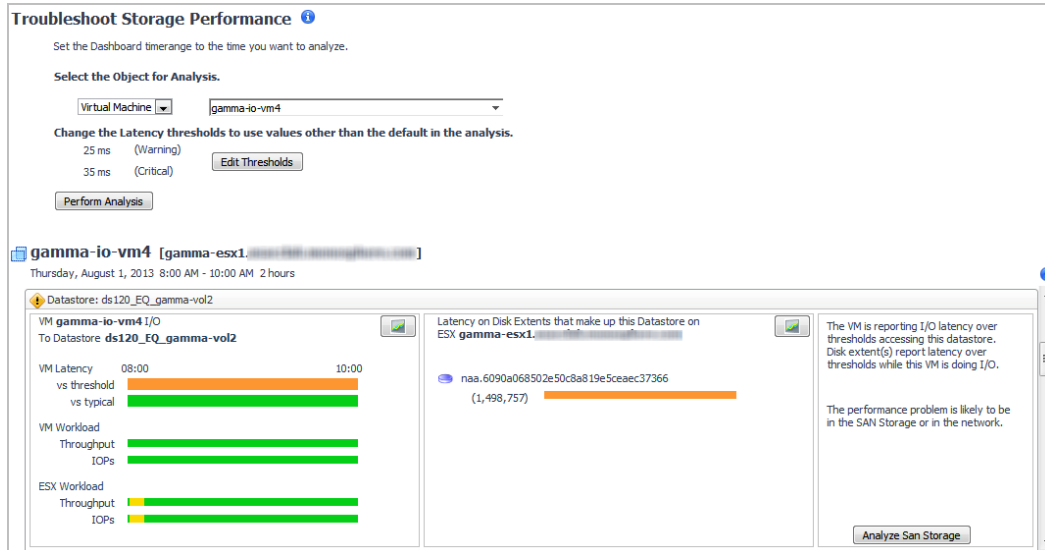 Troubleshoot Storage Performance
Set the Dashboard timerange to the time you want to analyze.
Select the Object for Analysis.
Virtual Machine gamma-io-vm4
Change the Latency thresholds to use values other than the default in the analysis.
25 ms (Warning)
35 ms (Critical)
Edit Thresholds
Perform Analysis
gamma-io-vm4 [gamma-esx1. ]
Thursday, August 1, 2013 8:00 AM - 10:00 AM 2 hours
Datastore: ds120_EQ_gamma-vol2
VM gamma-io-vm4 I/O
To Datastore ds120_EQ_gamma-vol2
VM Latency 08:00 10:00
vs threshold
vs typical
VM Workload
Throughput
IOPs
ESX Workload
Throughput
IOPs
Latency on Disk Extents that make up this Datastore on
ESX gamma-esx1.
naa.6090a068502e50c8a819e5ceaec37366
(1,498,757)
The VM is reporting I/O latency over
thresholds accessing this datastore.
Disk extent(s) report latency over
thresholds while this VM is doing I/O.
The performance problem is likely to be
in the SAN Storage or in the network.
Analyze San Storage